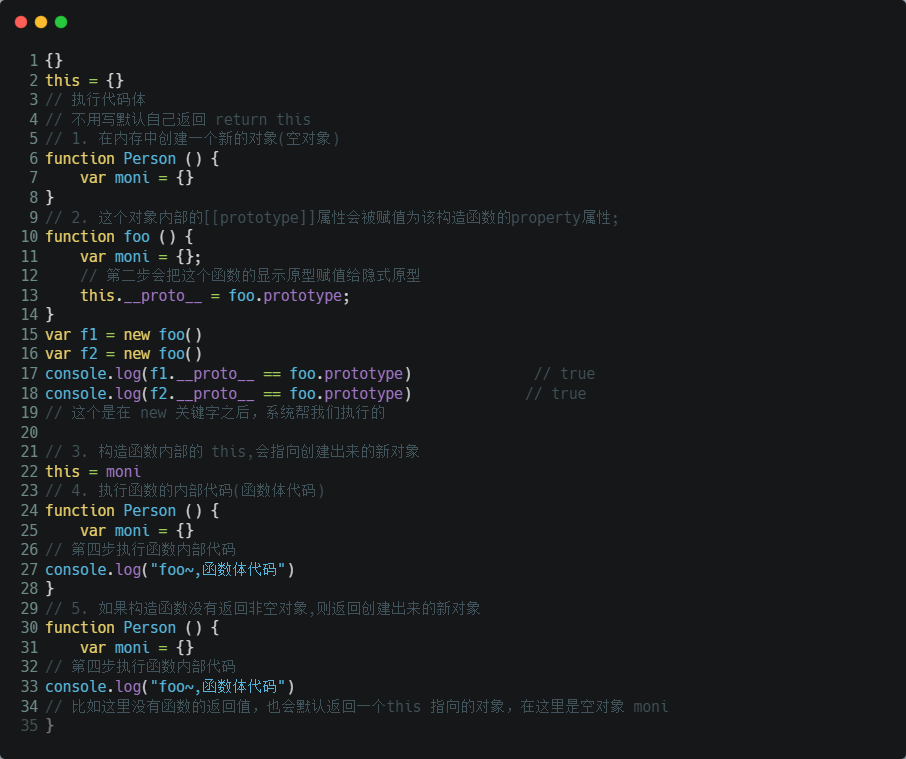 1 {}
2 this = {}
3 // 执行代码体
4 // 不用写默认自己返回 return this
5 // 1. 在内存中创建一个新的对象(空对象)
6 function Person () {
7     var moni = {}
8 }
9 // 2. 这个对象内部的[[prototype]]属性会被赋值为该构造函数的property属性;
10 function foo () {
11     var moni = {};
12     // 第二步会把这个函数的显示原型赋值给隐式原型
13     this.__proto__ = foo.prototype;
14 }
15 var f1 = new foo()
16 var f2 = new foo()
17 console.log(f1.__proto__ == foo.prototype)              // true
18 console.log(f2.__proto__ == foo.prototype)             // true
19 // 这个是在 new 关键字之后，系统帮我们执行的
20
21 // 3. 构造函数内部的 this,会指向创建出来的新对象
22 this = moni
23 // 4. 执行函数的内部代码(函数体代码)
24 function Person () {
25     var moni = {}
26 // 第四步执行函数内部代码
27 console.log("foo~,函数体代码")
28 }
29 // 5. 如果构造函数没有返回非空对象,则返回创建出来的新对象
30 function Person () {
31     var moni = {}
32 // 第四步执行函数内部代码
33 console.log("foo~,函数体代码")
34 // 比如这里没有函数的返回值，也会默认返回一个this 指向的对象，在这里是空对象 moni
35 }